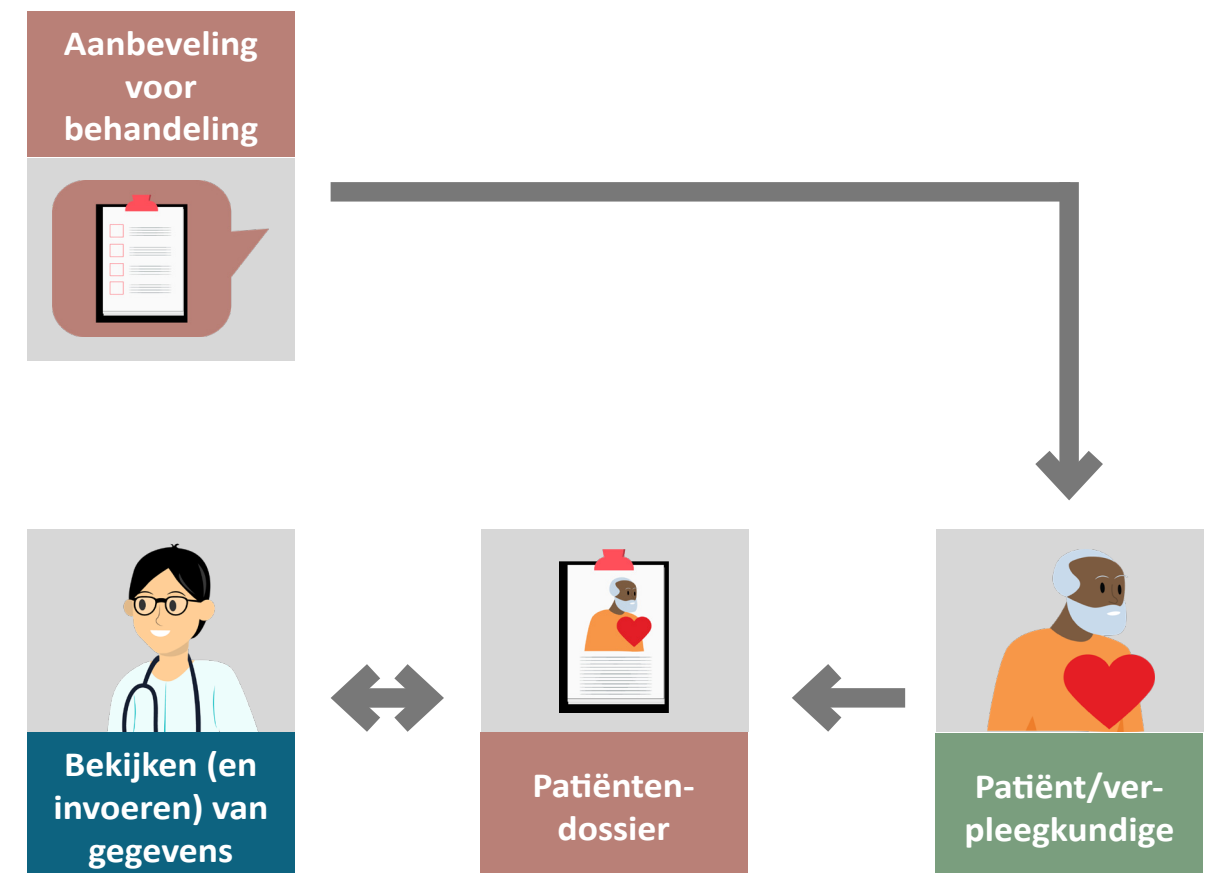 Aanbeveling
voor
behandeling
Bekijken (en
invoeren) van
gegevens
Patiënten-
dossier
Patiënt/ver-
pleegkundige